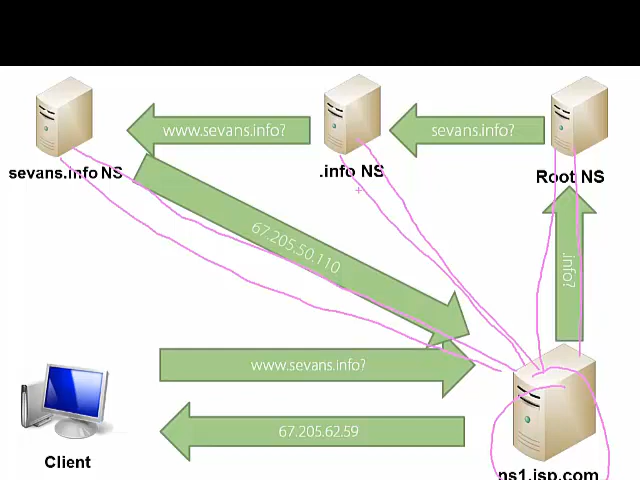 www.sevans.info?
sevans.info?
sevans.info NS
.info NS
Root NS
67.205.50.110
.info?
www.sevans.info?
67.205.62.59
Client
ns1.isp.com